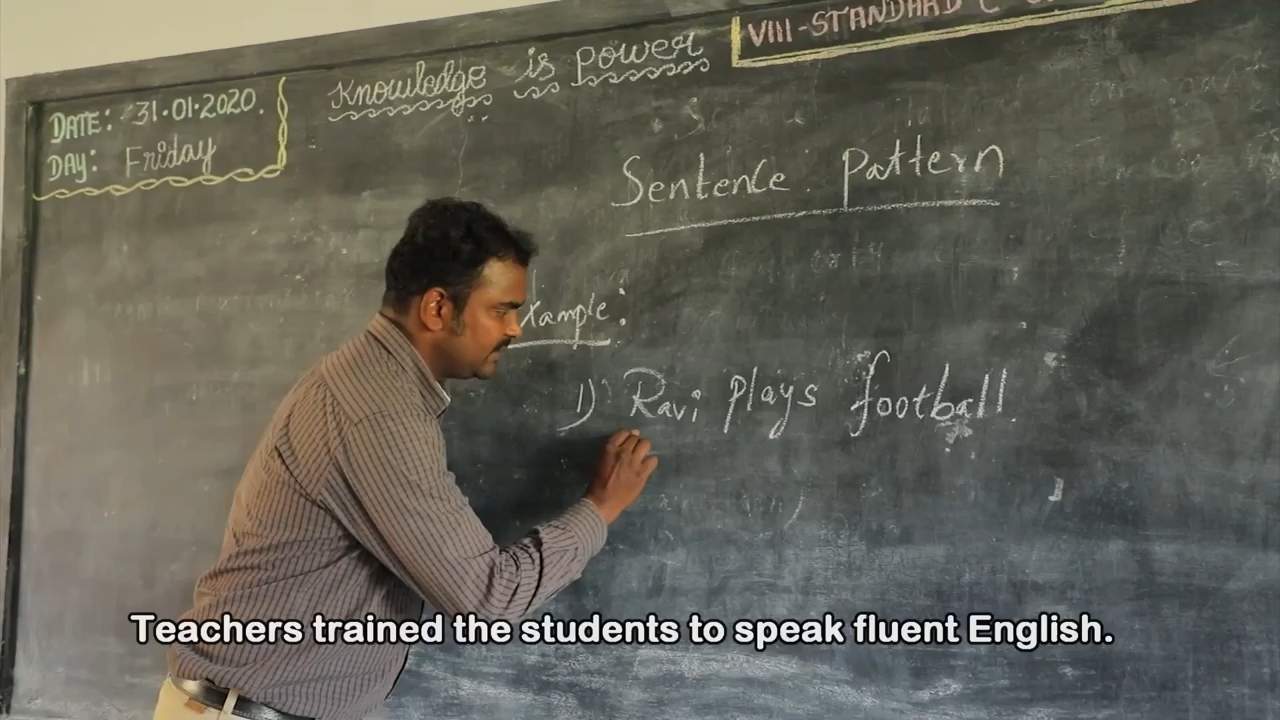 VIII-STANDARD
Knowledge is power
DATE: 31.01.2020.
DAY: Friday
Sentence Pattern
xample:
1) Ravi plays football.
Teachers trained the students to speak fluent English.